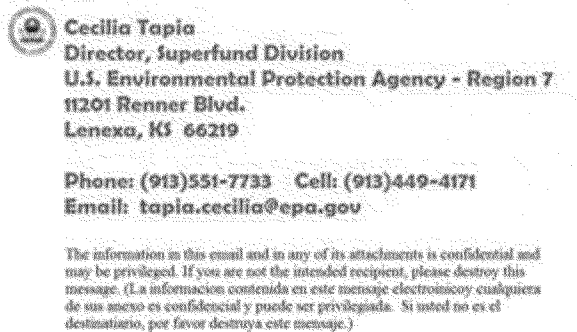 Cecilia Tapia
Director, Superfund Division
U.S. Environmental Protection Agency - Region 7
11201 Renner Blvd.
Lenexa, KS 66219
Phone: (913)551-7733 Cell: (913)449-4171
Email: tapia.cecilia@epa.gov
The information in this email and in any of its attachments is confidential and
may be privileged. If you are not the intended recipient, please destroy this
message. (La informacion contenida en este mensaje electronicoy cualquiera
de sus anexo es confidencial y puede ser privilegiada. Si usted no es el
destinatario, por favor destruya este mensaje.)